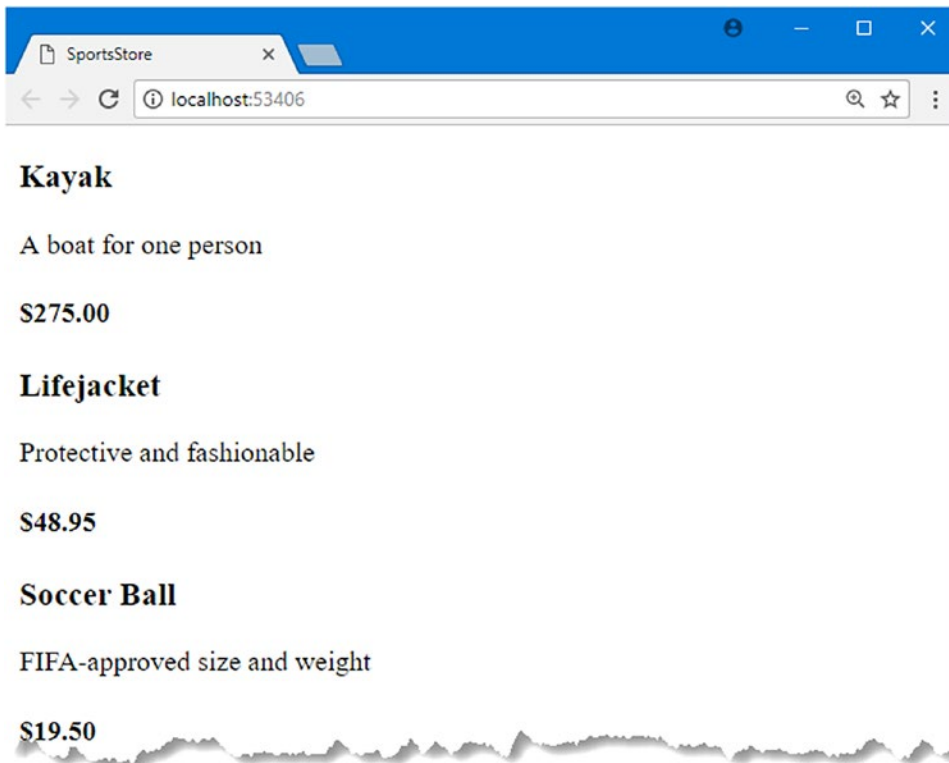 SportsStore
localhost:53406
Kayak
A boat for one person
$275.00
Lifejacket
Protective and fashionable
$48.95
Soccer Ball
FIFA-approved size and weight
$19.50